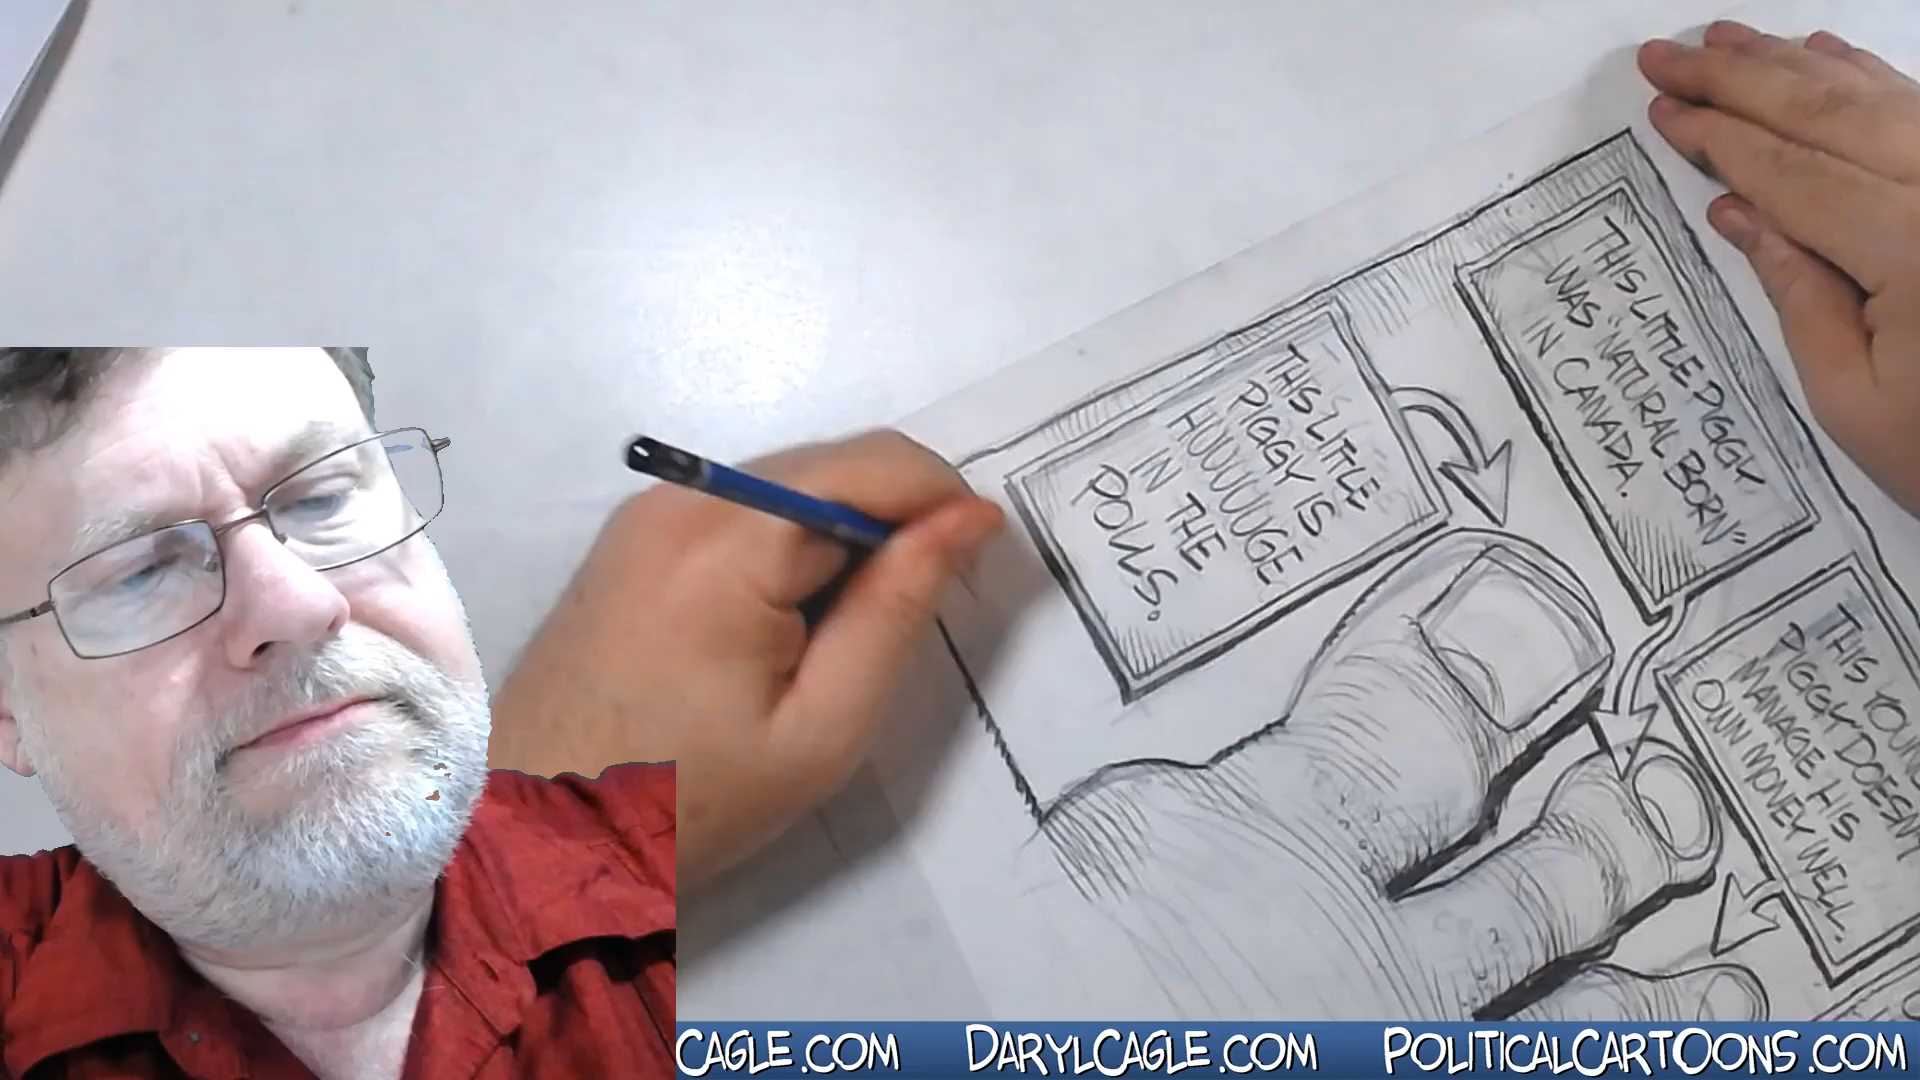 THIS LITTLE
PIGGY IS
HUUUUUGE
IN THE
POLLS.
THIS LITTLE PIGGY
WAS "NATURAL BORN"
IN CANADA.
PIGGY DOESN'T
MANAGE HIS
OWN MONEY WELL.
CAGLE.COM DARYLCAGLE.COM POLITICALCARTOONS.COM